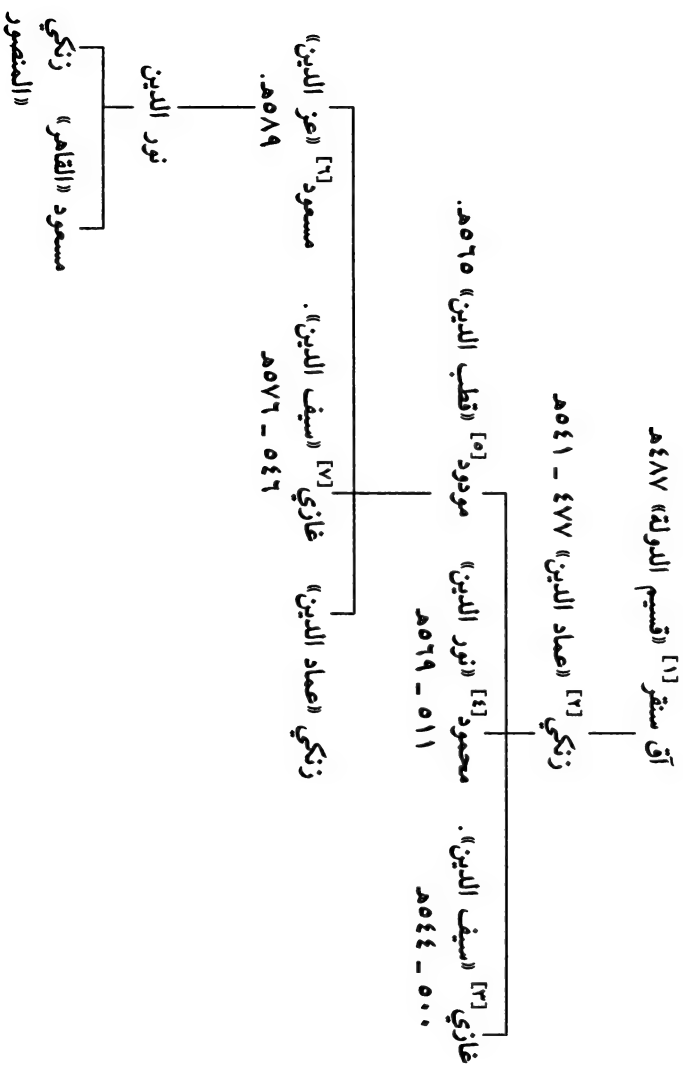 آق سنقر [١] «قسيم الدولة» ٤٨٧هـ
زنكي [٢] «عماد الدين» ٤٧٧ - ٥٤١هـ
غازي [٣] «سيف الدين».
٥٠٠ - ٥٤٤هـ
محمود [٤] «نور الدين»
٥١١ - ٥٦٩هـ
مودود [٥] «قطب الدين» ٥٦٥هـ.
زنكي «عماد الدين»
غازي [٧] «سيف الدين».
٥٤٦ - ٥٧٦هـ
مسعود [٦] «عز الدين»
٥٨٩هـ.
نور الدين
مسعود «القاهر»
زنكي
«المنصور